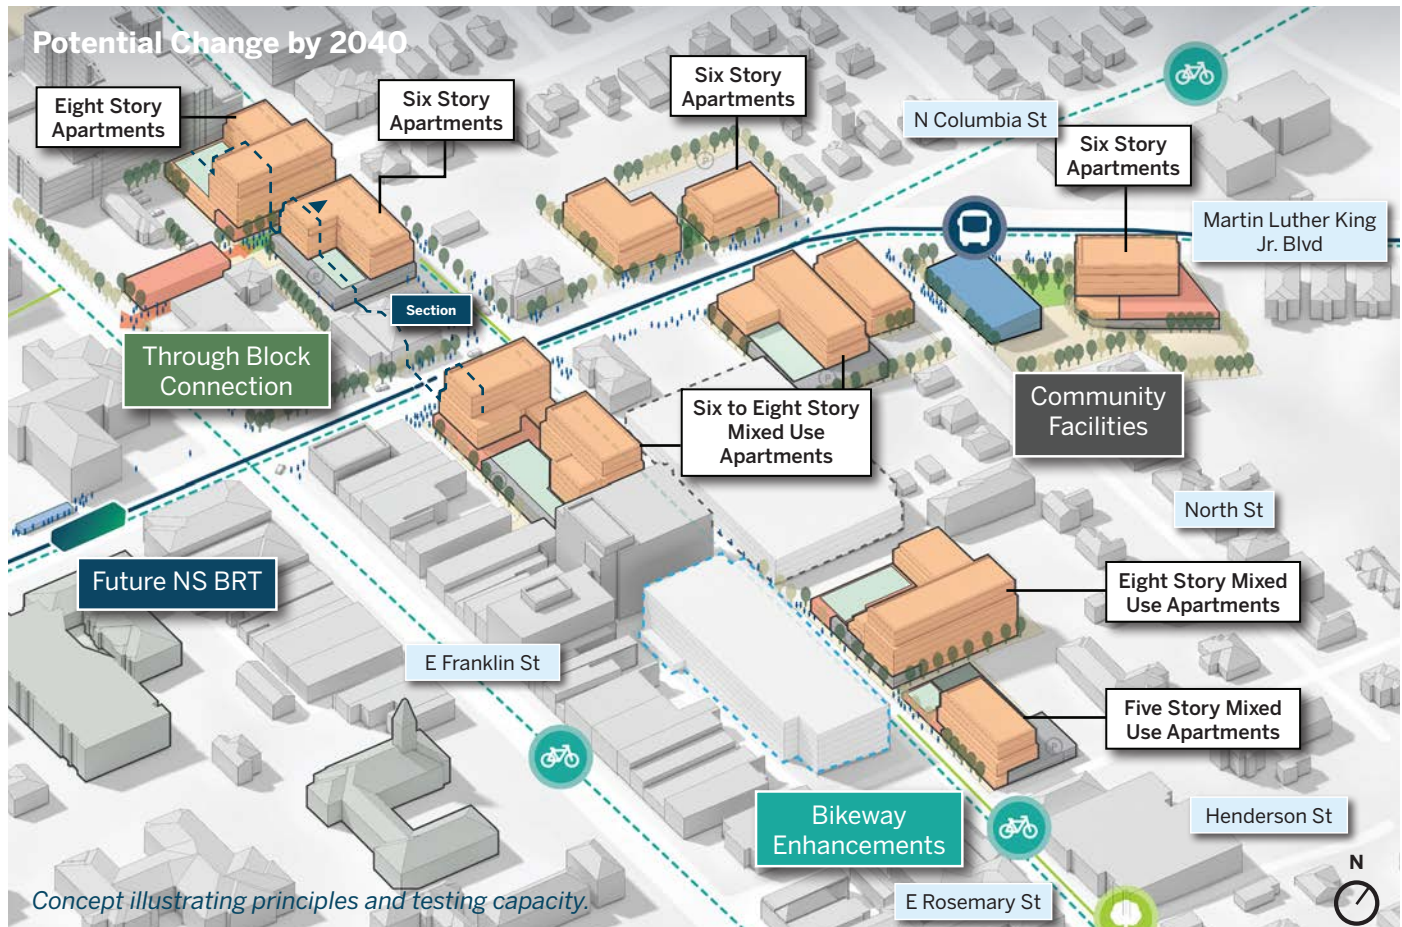 Potential Change by 2040
Eight Story
Apartments
Six Story
Apartments
Six Story
Apartments
N Columbia St
Six Story
Apartments
Martin Luther King
Jr. Blvd
Section
Through Block
Connection
Six to Eight Story
Mixed Use
Apartments
Community
Facilities
North St
Future NS BRT
Eight Story Mixed
Use Apartments
E Franklin St
Five Story Mixed
Use Apartments
Bikeway
Enhancements
Henderson St
N
E Rosemary St
Concept illustrating principles and testing capacity.
P
P
P
P
P